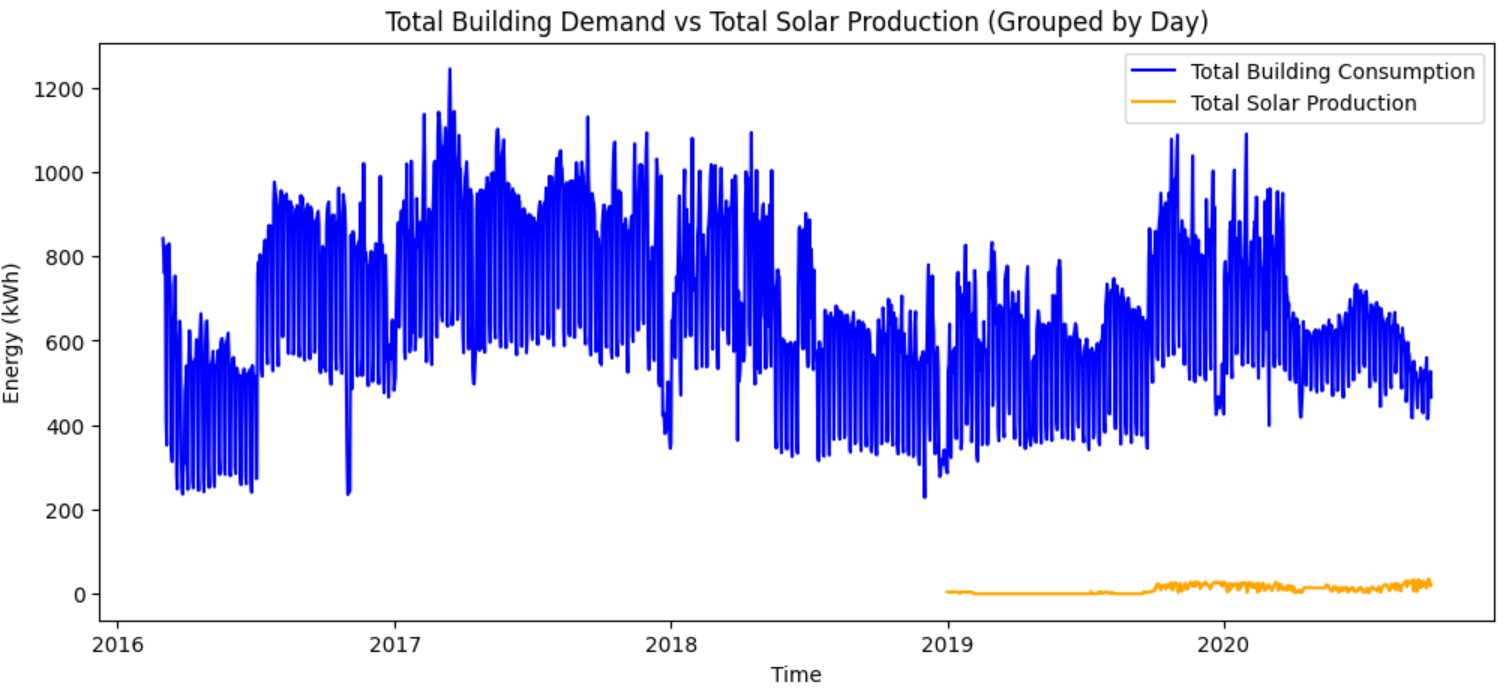 Total Building Demand vs Total Solar Production (Grouped by Day)
Total Building Consumption
Total Solar Production
Energy (kWh)
1200
1000
800
600
400
200
0
2016 2017 2018 2019 2020
Time